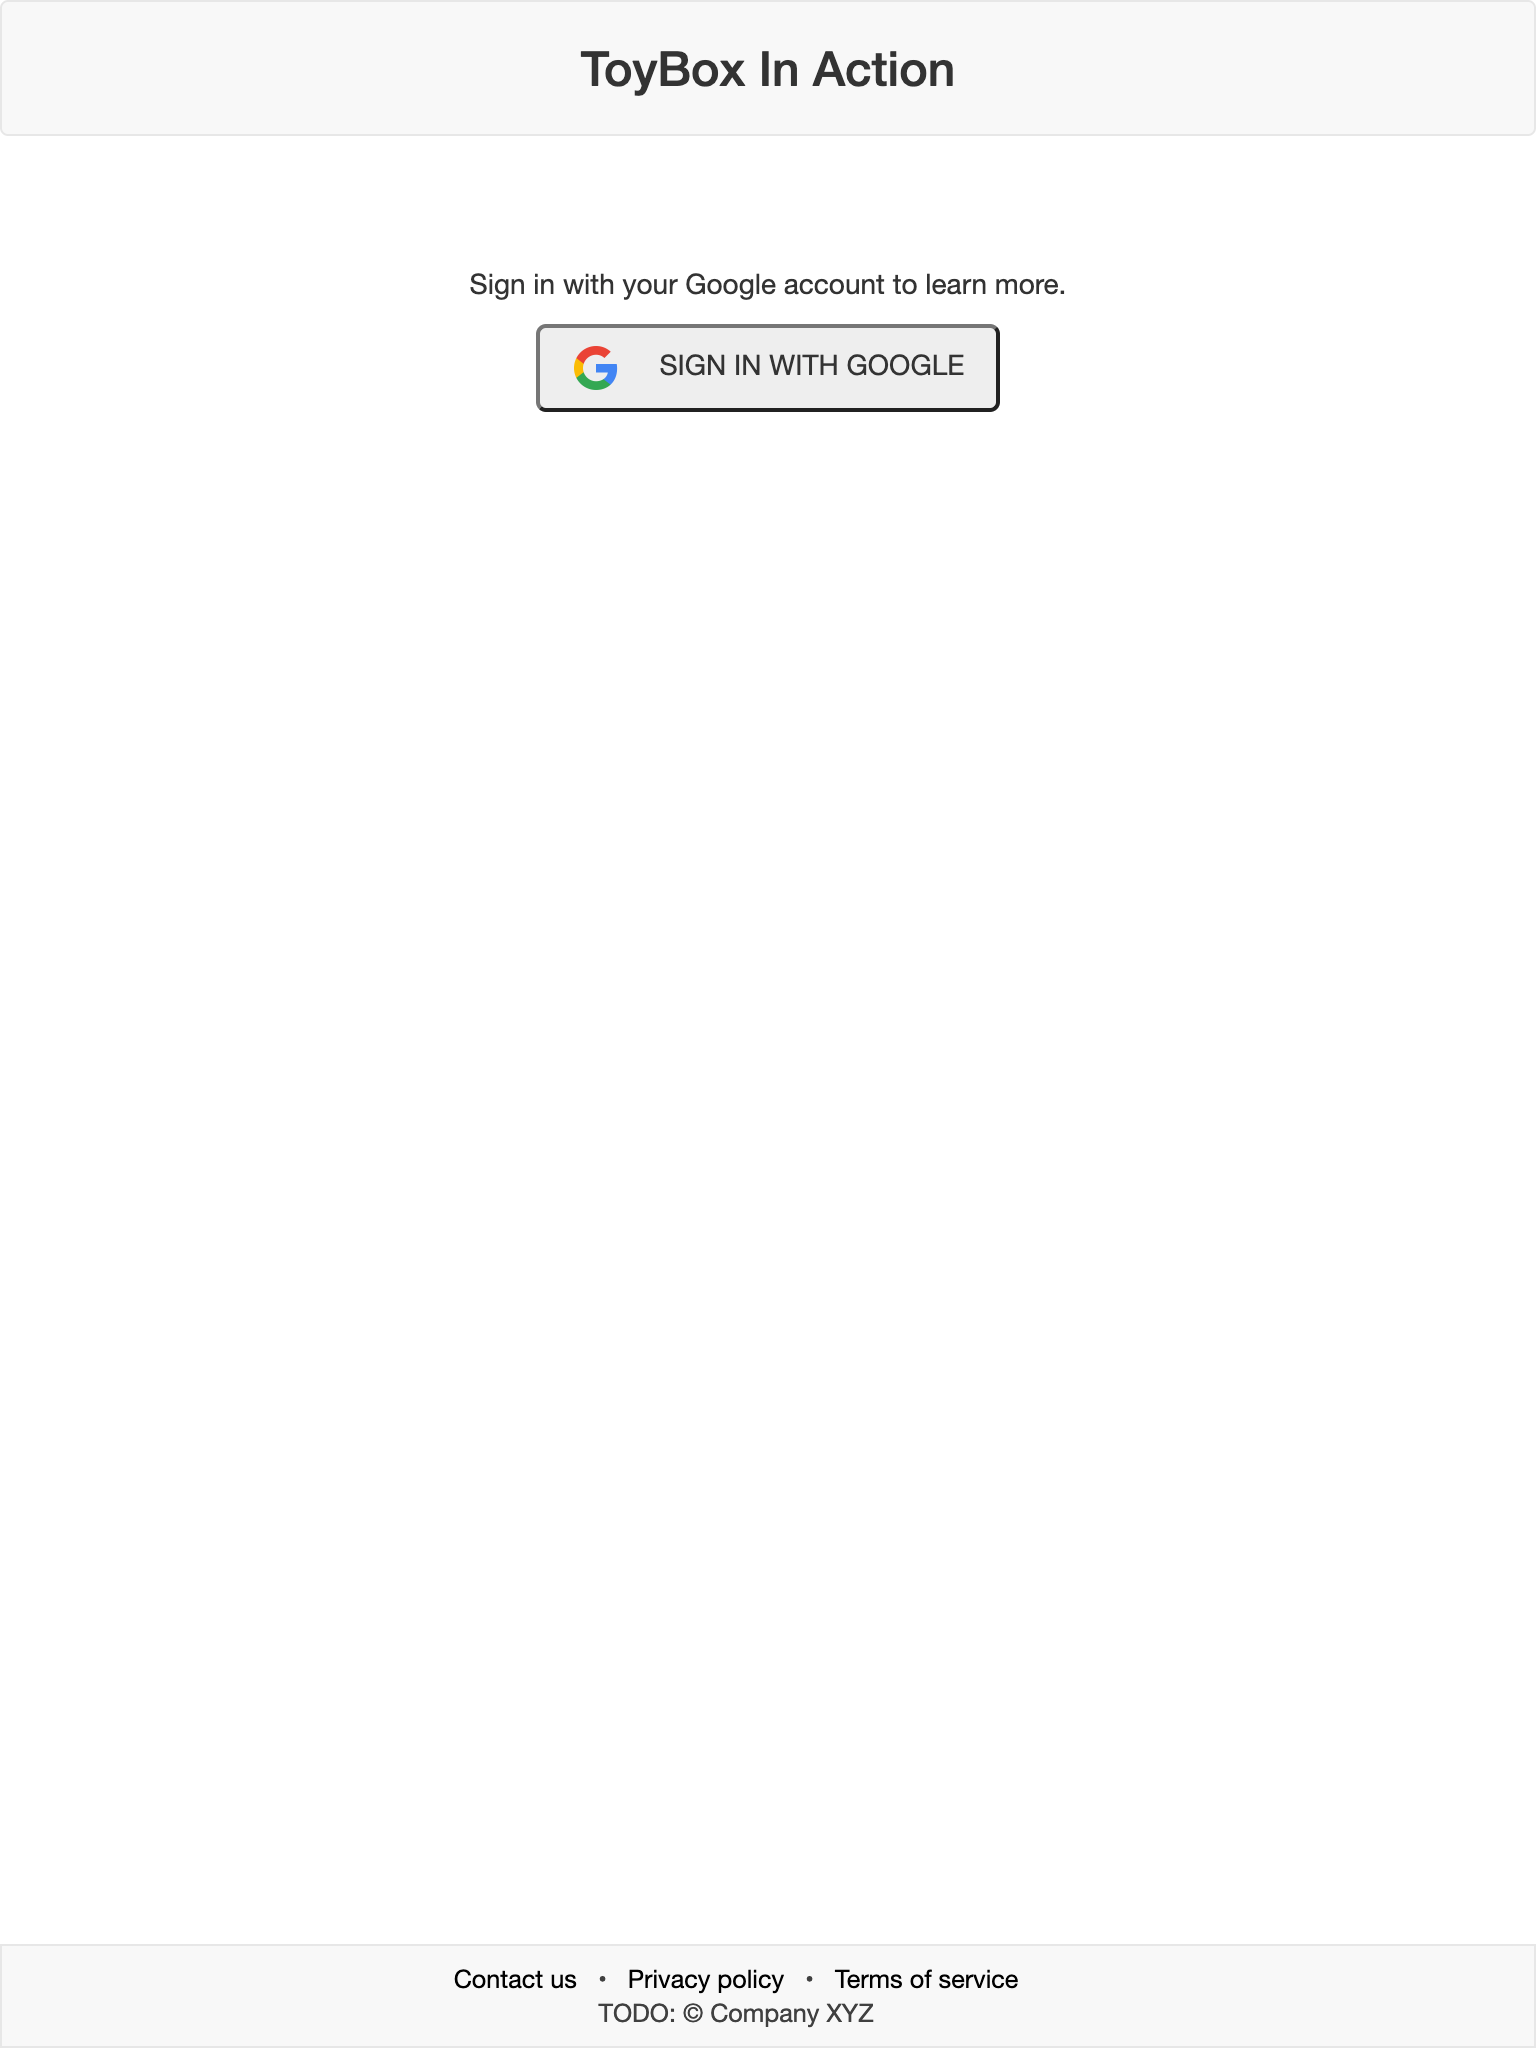 ToyBox In Action
Sign in with your Google account to learn more.
SIGN IN WITH GOOGLE
Contact us • Privacy policy • Terms of service
TODO: © Company XYZ